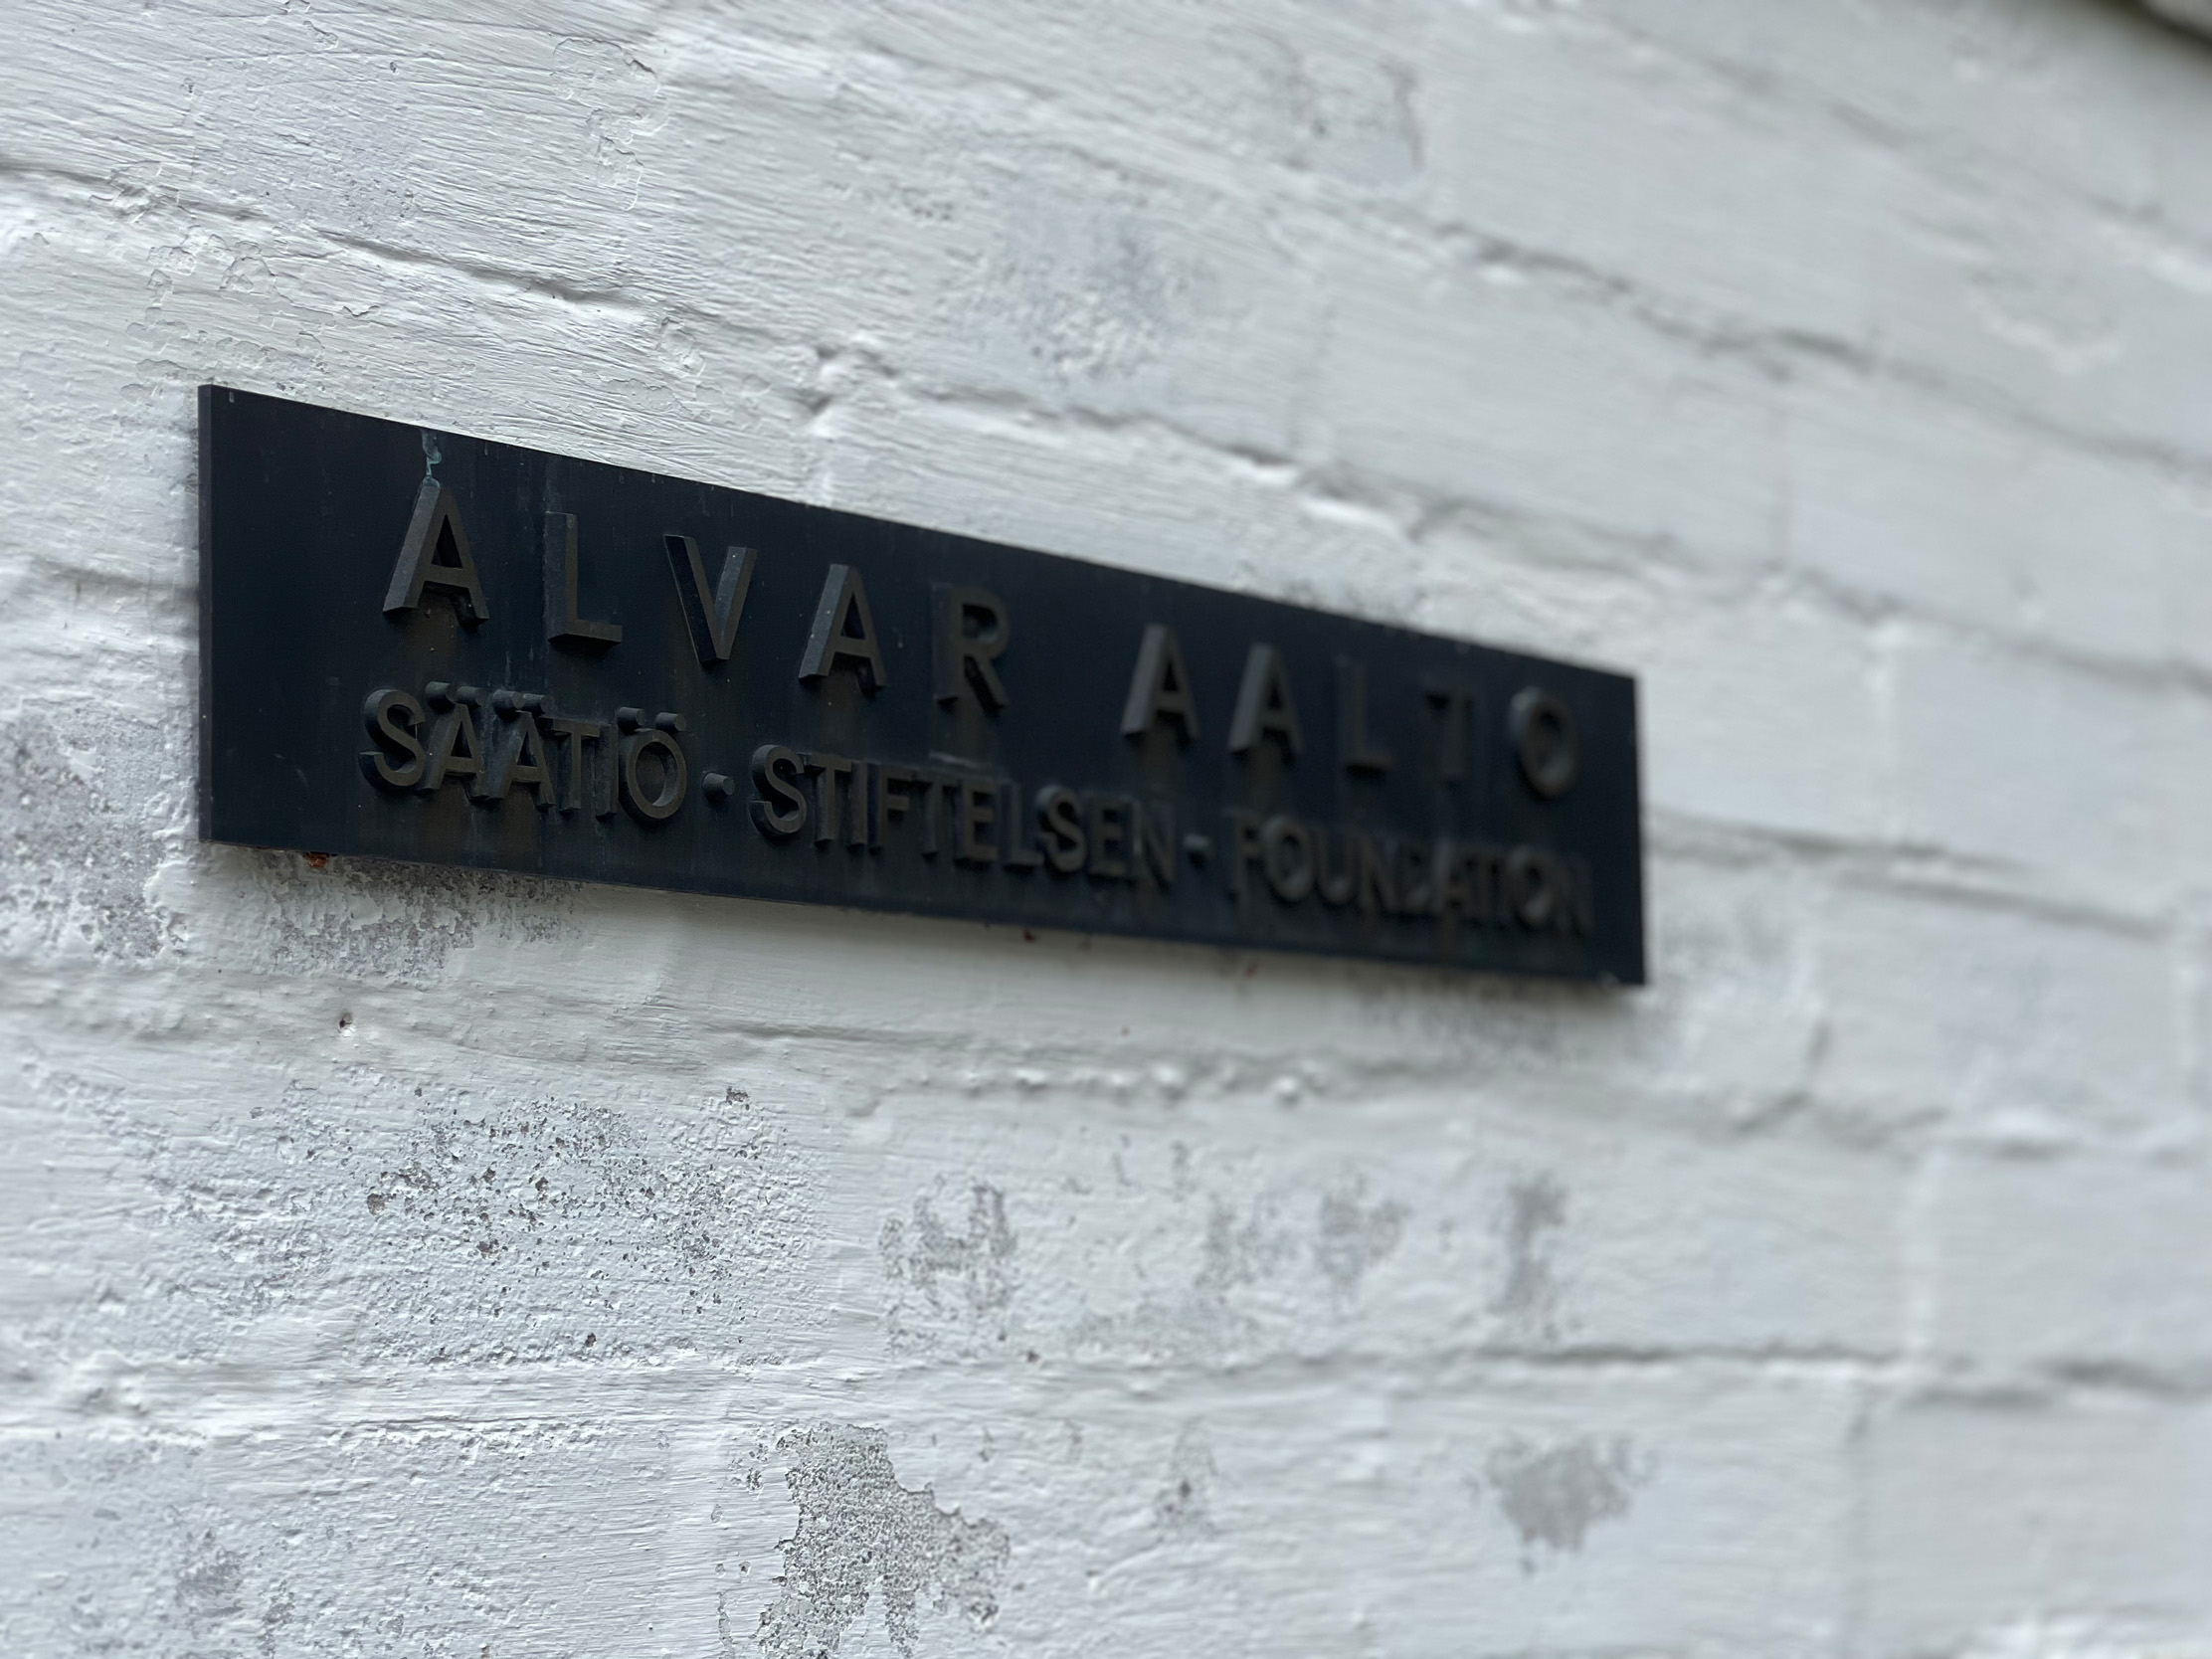 ALVAR AALTO
SÄÄTIÖ · STIFTELSEN · FOUNDATION